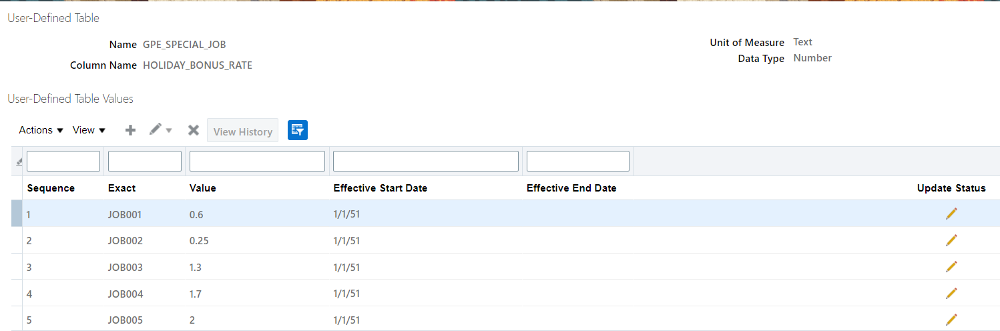 User-Defined Table
Name GPE_SPECIAL_JOB
Unit of Measure Text
Column Name HOLIDAY_BONUS_RATE
Data Type Number
User-Defined Table Values
Actions View View History
Sequence Exact Value Effective Start Date Effective End Date Update Status
1 JOB001 0.6 1/1/51
2 JOB002 0.25 1/1/51
3 JOB003 1.3 1/1/51
4 JOB004 1.7 1/1/51
5 JOB005 2 1/1/51